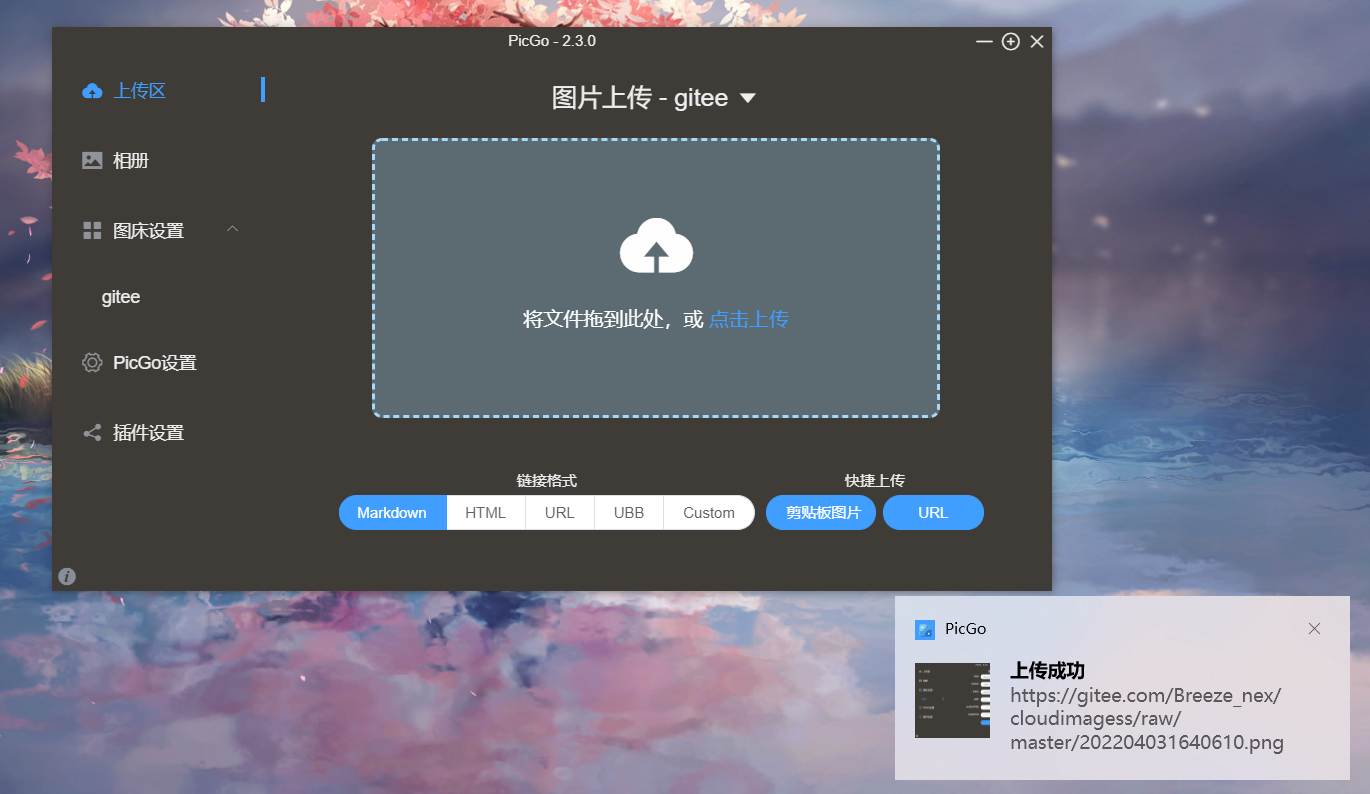 PicGo - 2.3.0
上传区
相册
图床设置
gitee
PicGo设置
插件设置
图片上传 - gitee
将文件拖到此处，或 点击上传
链接格式
快捷上传
Markdown HTML URL UBB Custom
剪贴板图片 URL
PicGo
上传成功
https://gitee.com/Breeze_nex/
cloudimagess/raw/
master/202204031640610.png